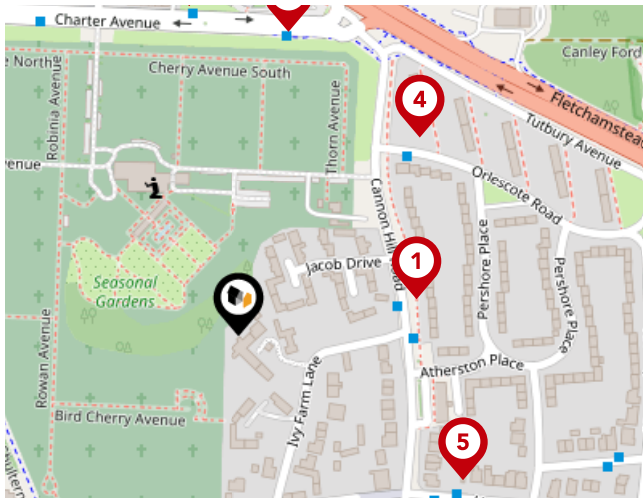 Charter Avenue
Canley Ford
e North
Cherry Avenue South
Robinia Avenue
Thorn Avenue
Fletchamstead
Tutbury Avenue
4
venue
Orlescote Road
Cannon Hill Road
Pershore Place
Jacob Drive
1
Seasonal
Gardens
Pershore Place
Rowan Avenue
Atherston Place
Ivy Farm Lane
Bird Cherry Avenue
5